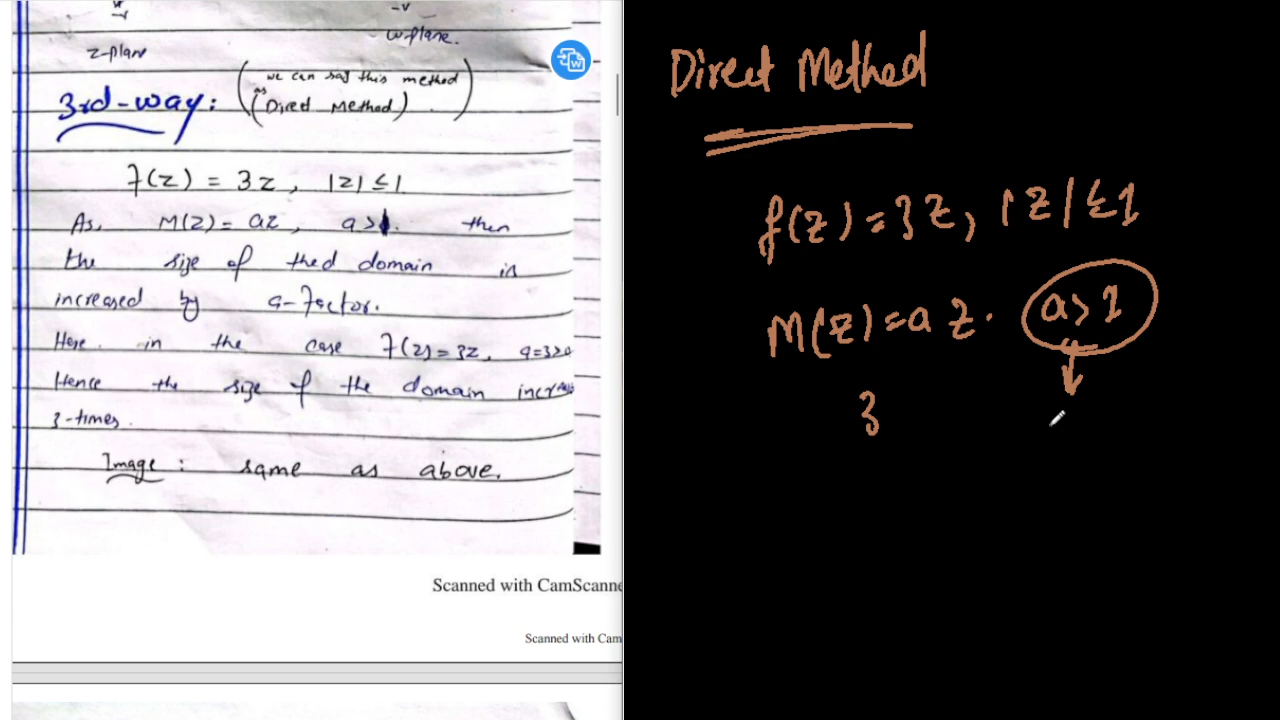 z-plane
-v
w-plane.
3rd-way: (we can say this method
as (Direct Method).)
f(z) = 3z, |z| ≤ 1
As, M(z) = az, a>1. then
the size of thed domain is
increased by a-factor.
Here in the case f(z) = 3z, a=3>0
Hence the size of the domain increases
3-times.
Image: same as above.
Scanned with CamScanne
Scanned with Cam
Direct Method
f(z) = 3z, |z| ≤ 1
M(z) = a z. a > 1
3